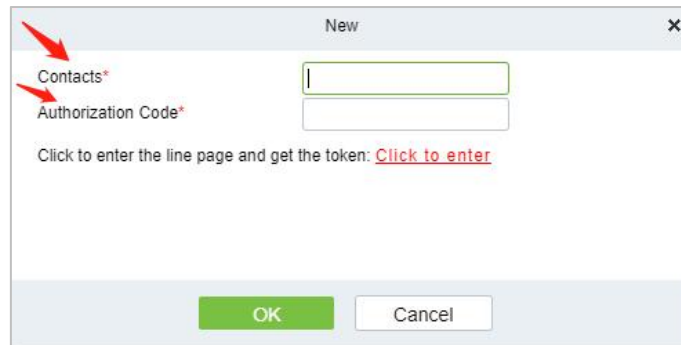 New
Contacts*
Authorization Code*
Click to enter the line page and get the token: Click to enter
OK
Cancel